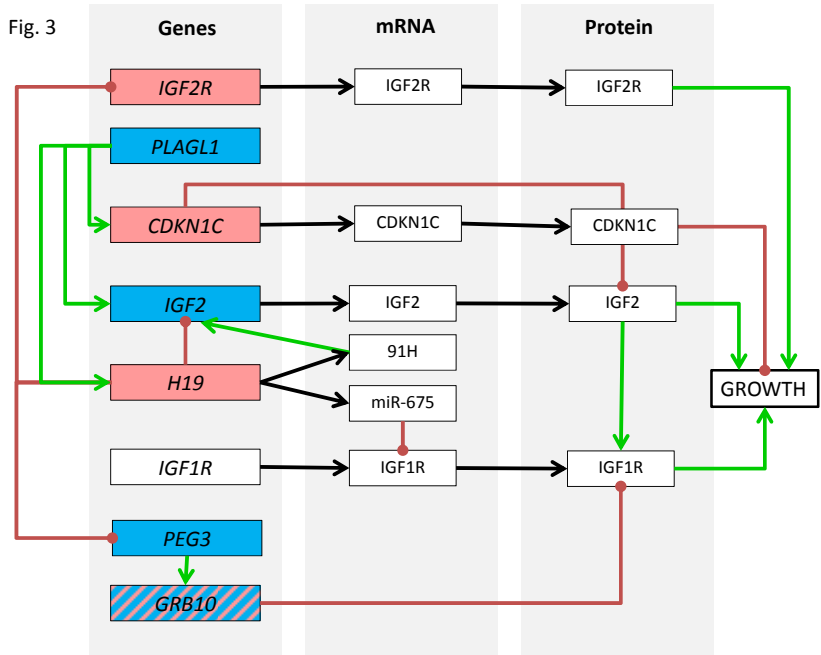 Fig. 3
Genes mRNA Protein
IGF2R IGF2R IGF2R
PLAGL1
CDKN1C CDKN1C CDKN1C
IGF2 IGF2 IGF2
91H
H19
miR-675
GROWTH
IGF1R IGF1R IGF1R
PEG3
GRB10